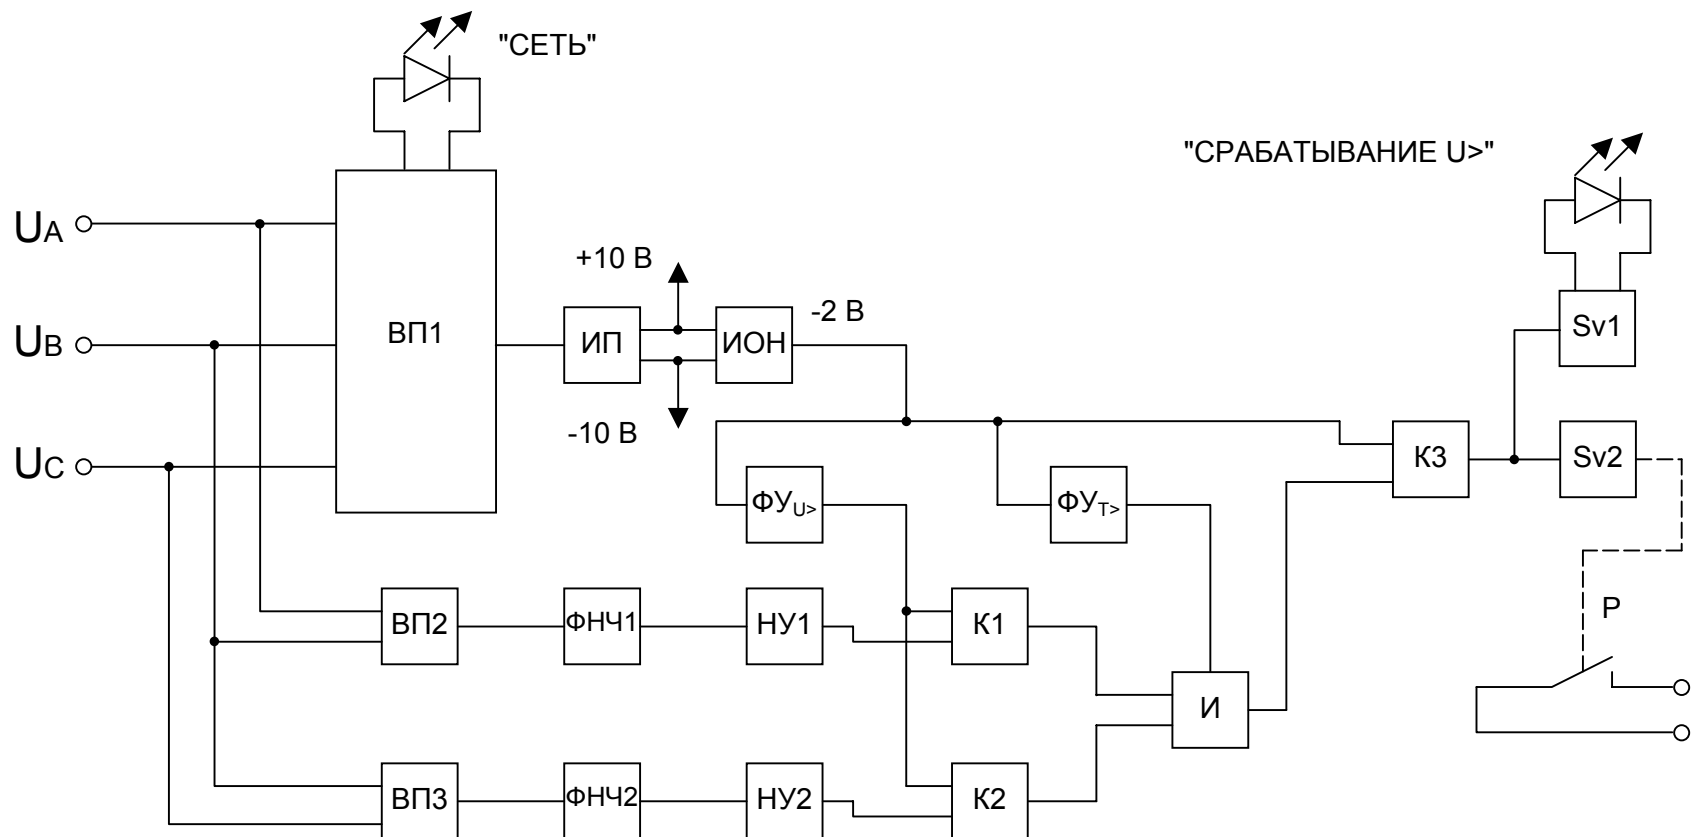 "СЕТЬ"
"СРАБАТЫВАНИЕ U>"
UA
+10 В
-2 В
Sv1
UB
ВП1
ИП
ИОН
-10 В
UC
К3
Sv2
ФУU>
ФУT>
ВП2
ФНЧ1
НУ1
К1
Р
И
ВП3
ФНЧ2
НУ2
К2